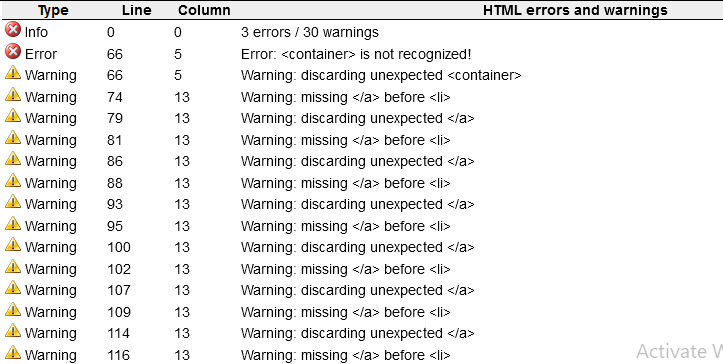 Type Line Column HTML errors and warnings
Info 0 0 3 errors / 30 warnings
Error 66 5 Error: <container> is not recognized!
Warning 66 5 Warning: discarding unexpected <container>
Warning 74 13 Warning: missing </a> before <li>
Warning 79 13 Warning: discarding unexpected </a>
Warning 81 13 Warning: missing </a> before <li>
Warning 86 13 Warning: discarding unexpected </a>
Warning 88 13 Warning: missing </a> before <li>
Warning 93 13 Warning: discarding unexpected </a>
Warning 95 13 Warning: missing </a> before <li>
Warning 100 13 Warning: discarding unexpected </a>
Warning 102 13 Warning: missing </a> before <li>
Warning 107 13 Warning: discarding unexpected </a>
Warning 109 13 Warning: missing </a> before <li>
Warning 114 13 Warning: discarding unexpected </a>
Warning 116 13 Warning: missing </a> before <li>
Activate W